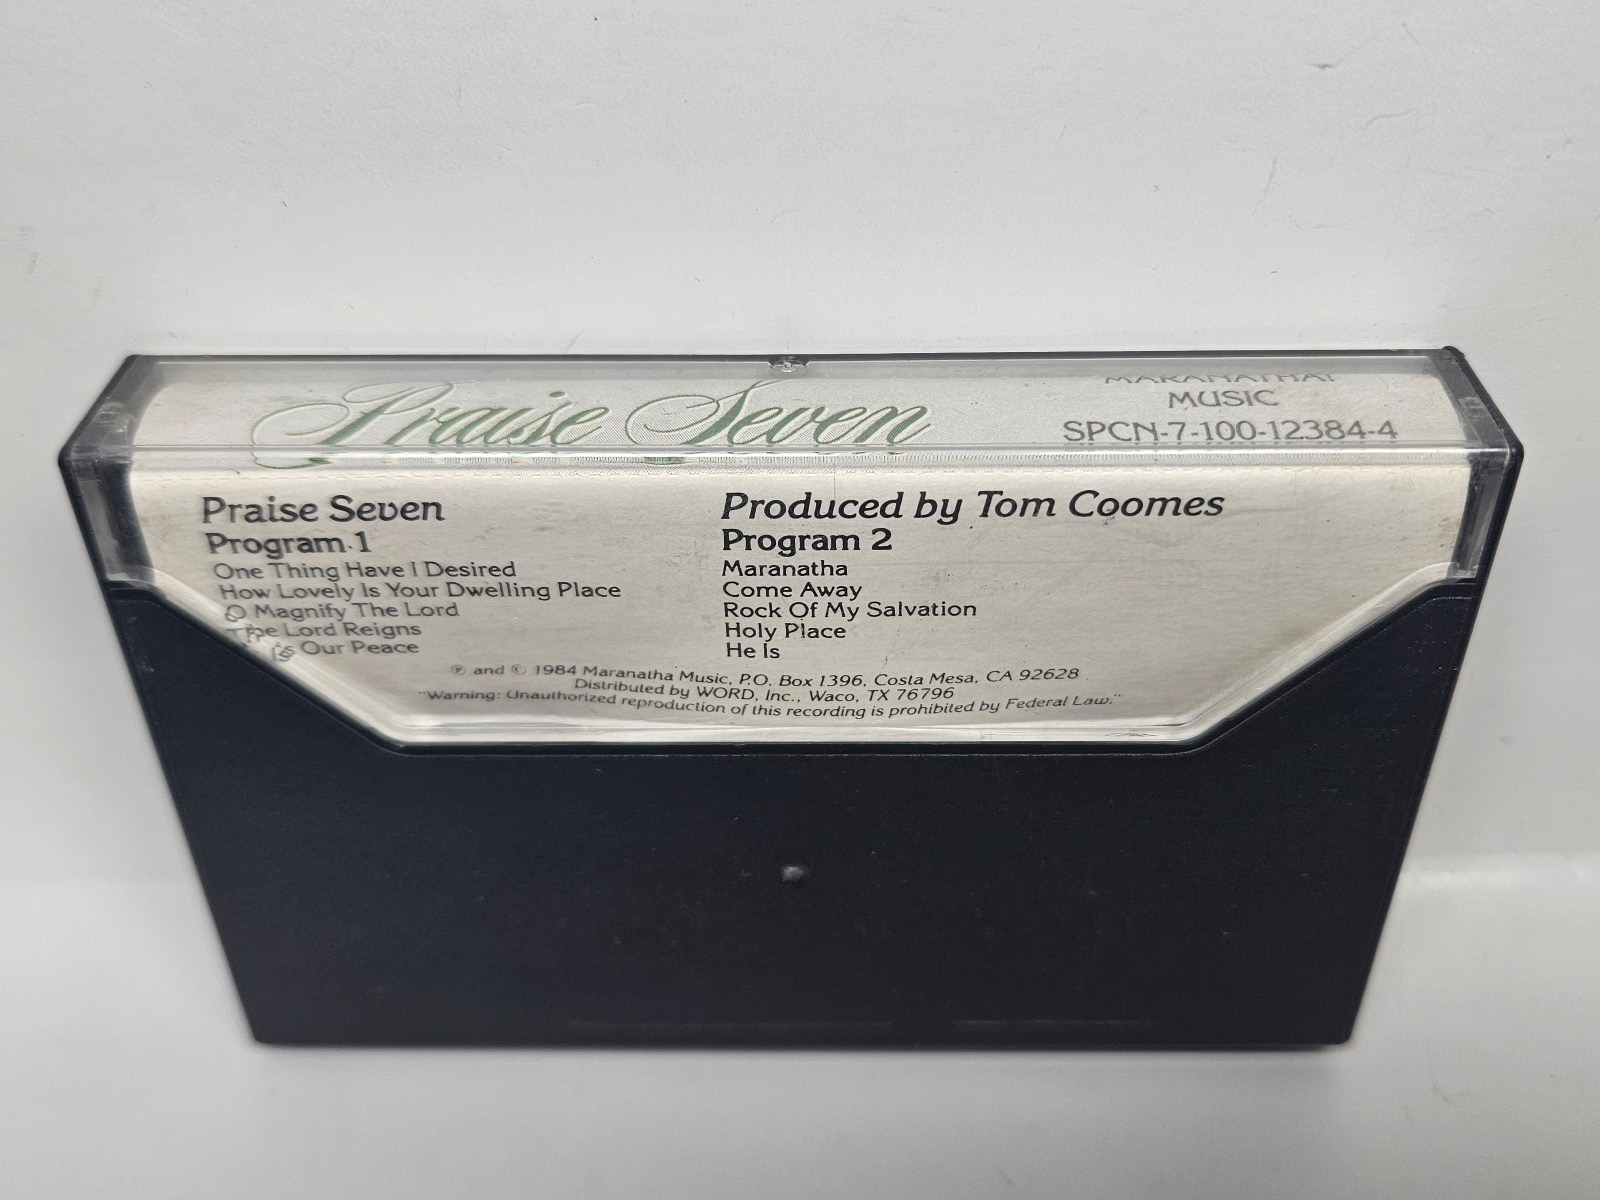 Praise Seven
MARANATHA!
MUSIC
SPCN-7-100-12384-4
Praise Seven
Program 1
One Thing Have I Desired
How Lovely Is Your Dwelling Place
O Magnify The Lord
The Lord Reigns
is Our Peace
Produced by Tom Coomes
Program 2
Maranatha
Come Away
Rock Of My Salvation
Holy Place
He Is
℗ and © 1984 Maranatha Music, P.O. Box 1396, Costa Mesa, CA 92628
Distributed by WORD, Inc., Waco, TX 76796
"Warning: Unauthorized reproduction of this recording is prohibited by Federal Law."